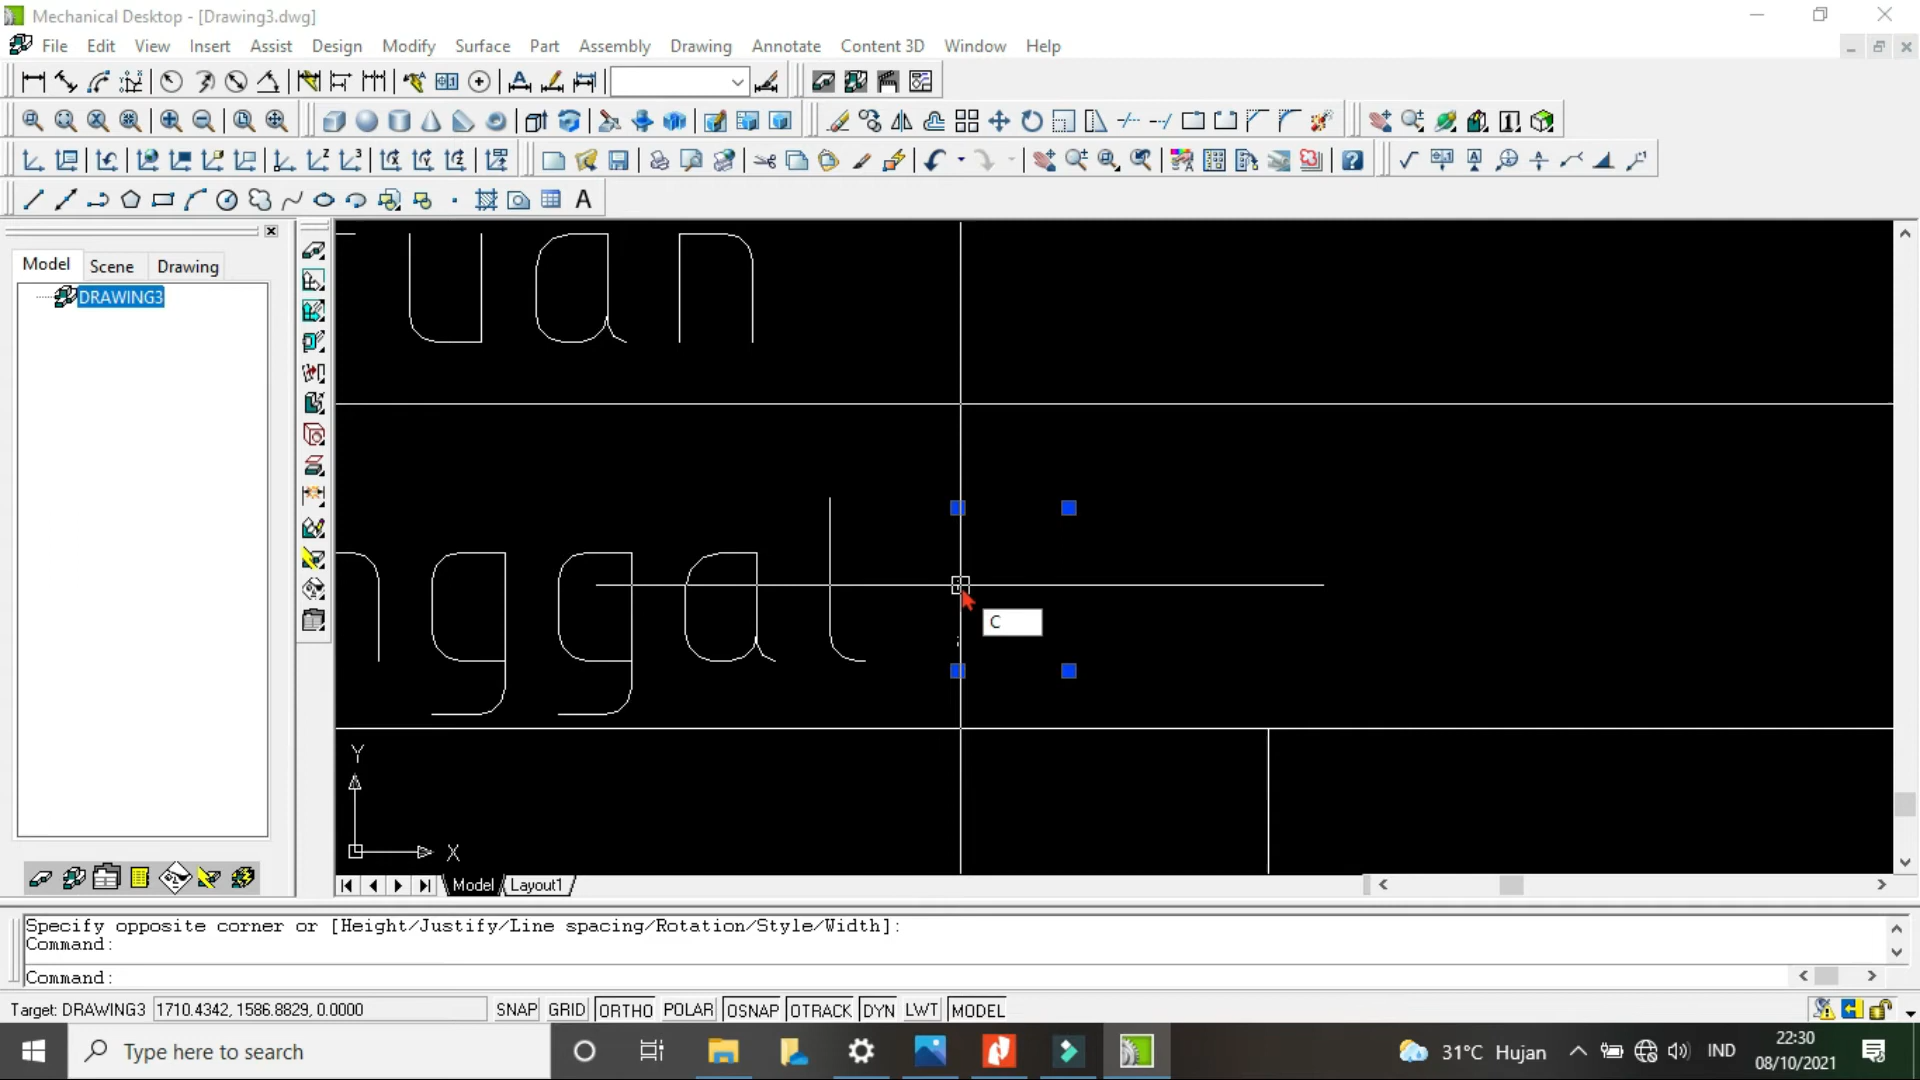 Mechanical Desktop - [Drawing3.dwg]
File Edit View Insert Assist Design Modify Surface Part Assembly Drawing Annotate Content 3D Window Help
Model Scene Drawing
DRAWING3
uan
nggal
C
Y
X
Model Layout1
Specify opposite corner or [Height/Justify/Line spacing/Rotation/Style/Width]:
Command:
Command:
Target: DRAWING3 1710.4342, 1586.8829, 0.0000 SNAP GRID ORTHO POLAR OSNAP OTRACK DYN LWT MODEL
Type here to search
31°C Hujan
IND
22:30
08/10/2021